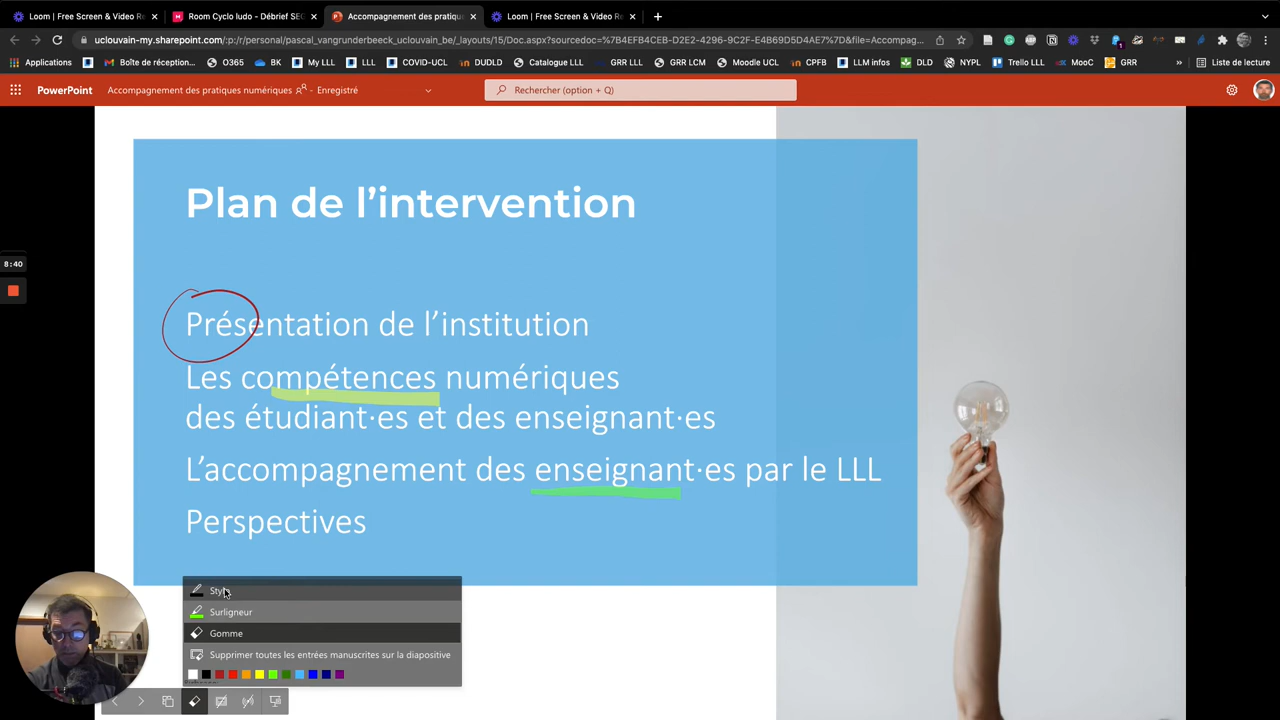 Loom | Free Screen & Video Re
Room Cyclo ludo - Débrief SEG
Accompagnement des pratique
Loom | Free Screen & Video Re
uclouvain-my.sharepoint.com/:p:/r/personal/pascal_vangrunderbeeck_uclouvain_be/_layouts/15/Doc.aspx?sourcedoc=%7B4EFB4CEB-D2E2-4296-9C2F-E4B69D5D4AE7%7D&file=Accompag...
Applications
Boîte de réception...
O365
BK
My LLL
LLL
COVID-UCL
DUDLD
Catalogue LLL
GRR LLL
GRR LCM
Moodle UCL
CPFB
LLM infos
DLD
NYPL
Trello LLL
MooC
GRR
»
Liste de lecture
PowerPoint
Accompagnement des pratiques numériques - Enregistré
Rechercher (option + Q)
Plan de l'intervention
8:40
Présentation de l'institution
Les compétences numériques
des étudiant·es et des enseignant·es
L'accompagnement des enseignant·es par le LLL
Perspectives
Surligneur
Gomme
Supprimer toutes les entrées manuscrites sur la diapositive